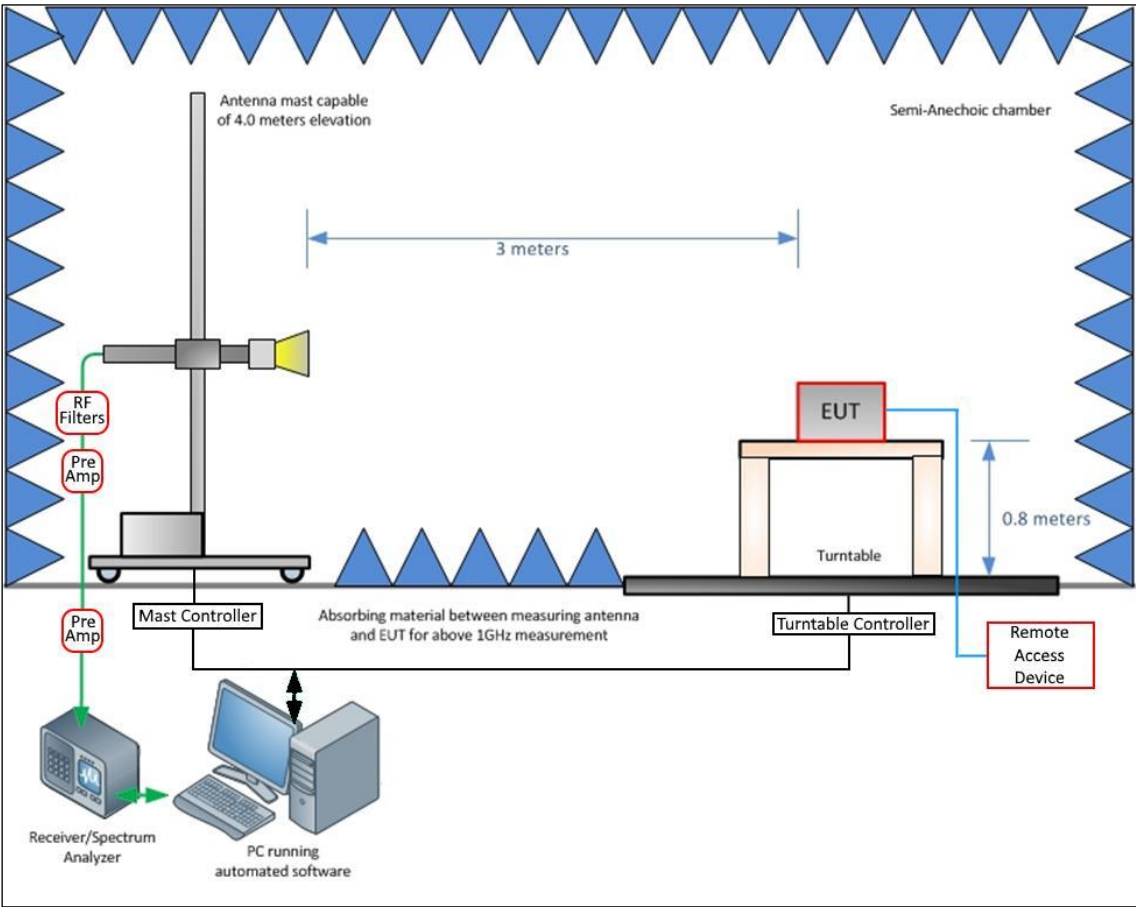 Antenna mast capable
of 4.0 meters elevation
Semi-Anechoic chamber
3 meters
RF
Filters
EUT
Pre
Amp
0.8 meters
Turntable
Pre
Amp
Mast Controller
Absorbing material between measuring antenna
and EUT for above 1GHz measurement
Turntable Controller
Remote
Access
Device
Receiver/Spectrum
Analyzer
PC running
automated software